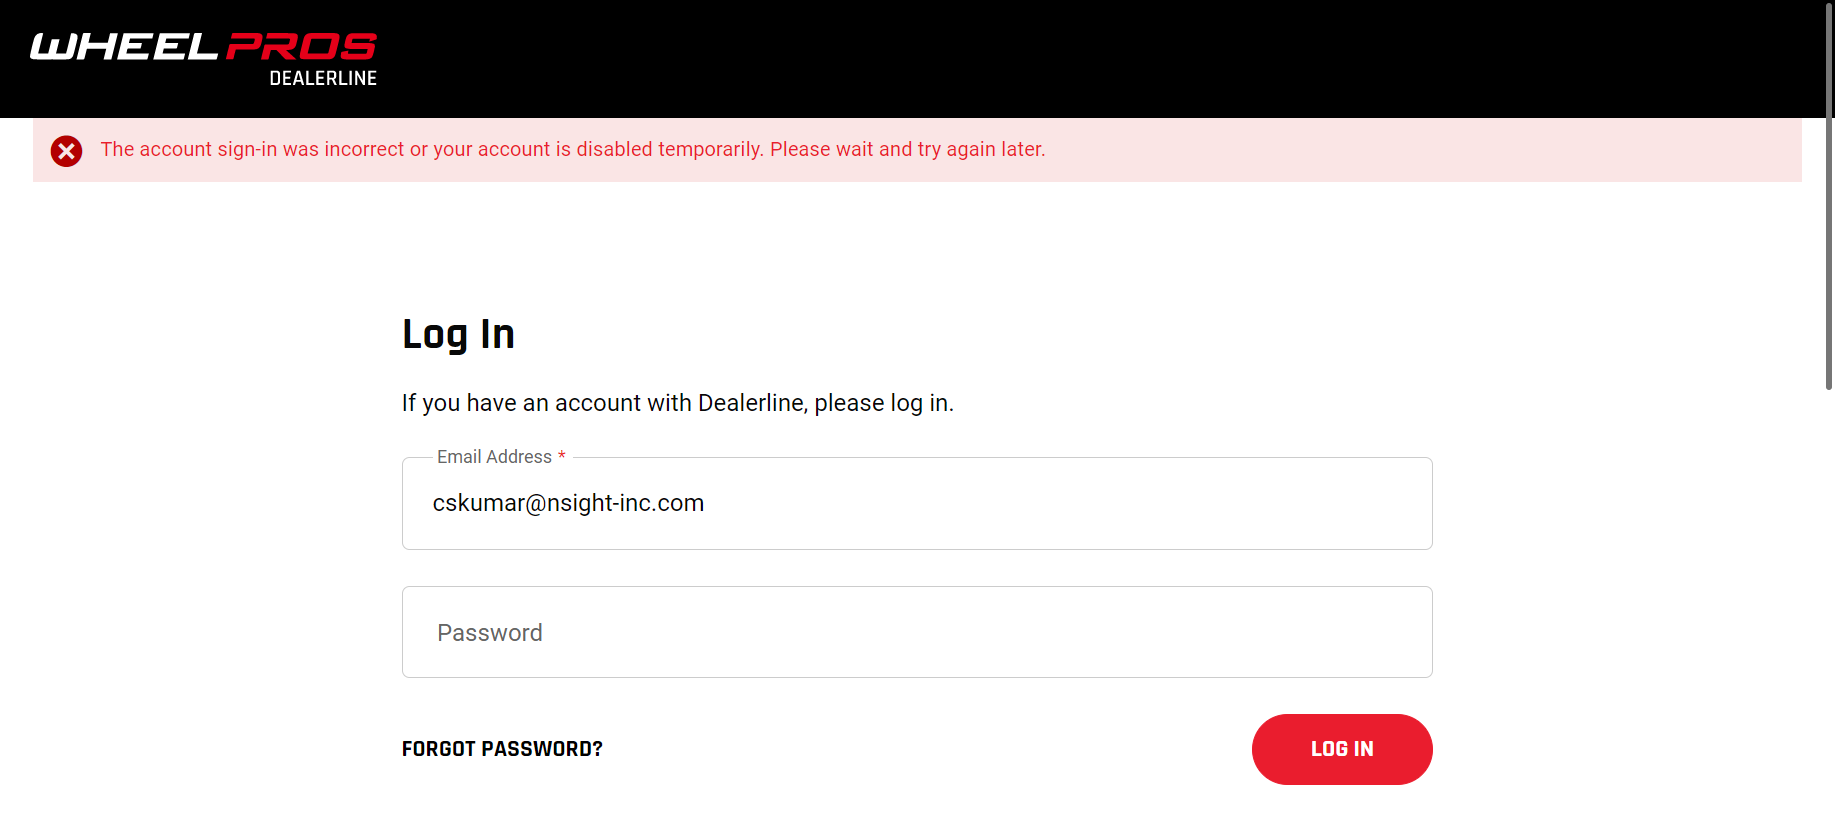 WHEEL PROS
DEALERLINE
The account sign-in was incorrect or your account is disabled temporarily. Please wait and try again later.
Log In
If you have an account with Dealerline, please log in.
Email Address *
cskumar@nsight-inc.com
Password
FORGOT PASSWORD?
LOG IN